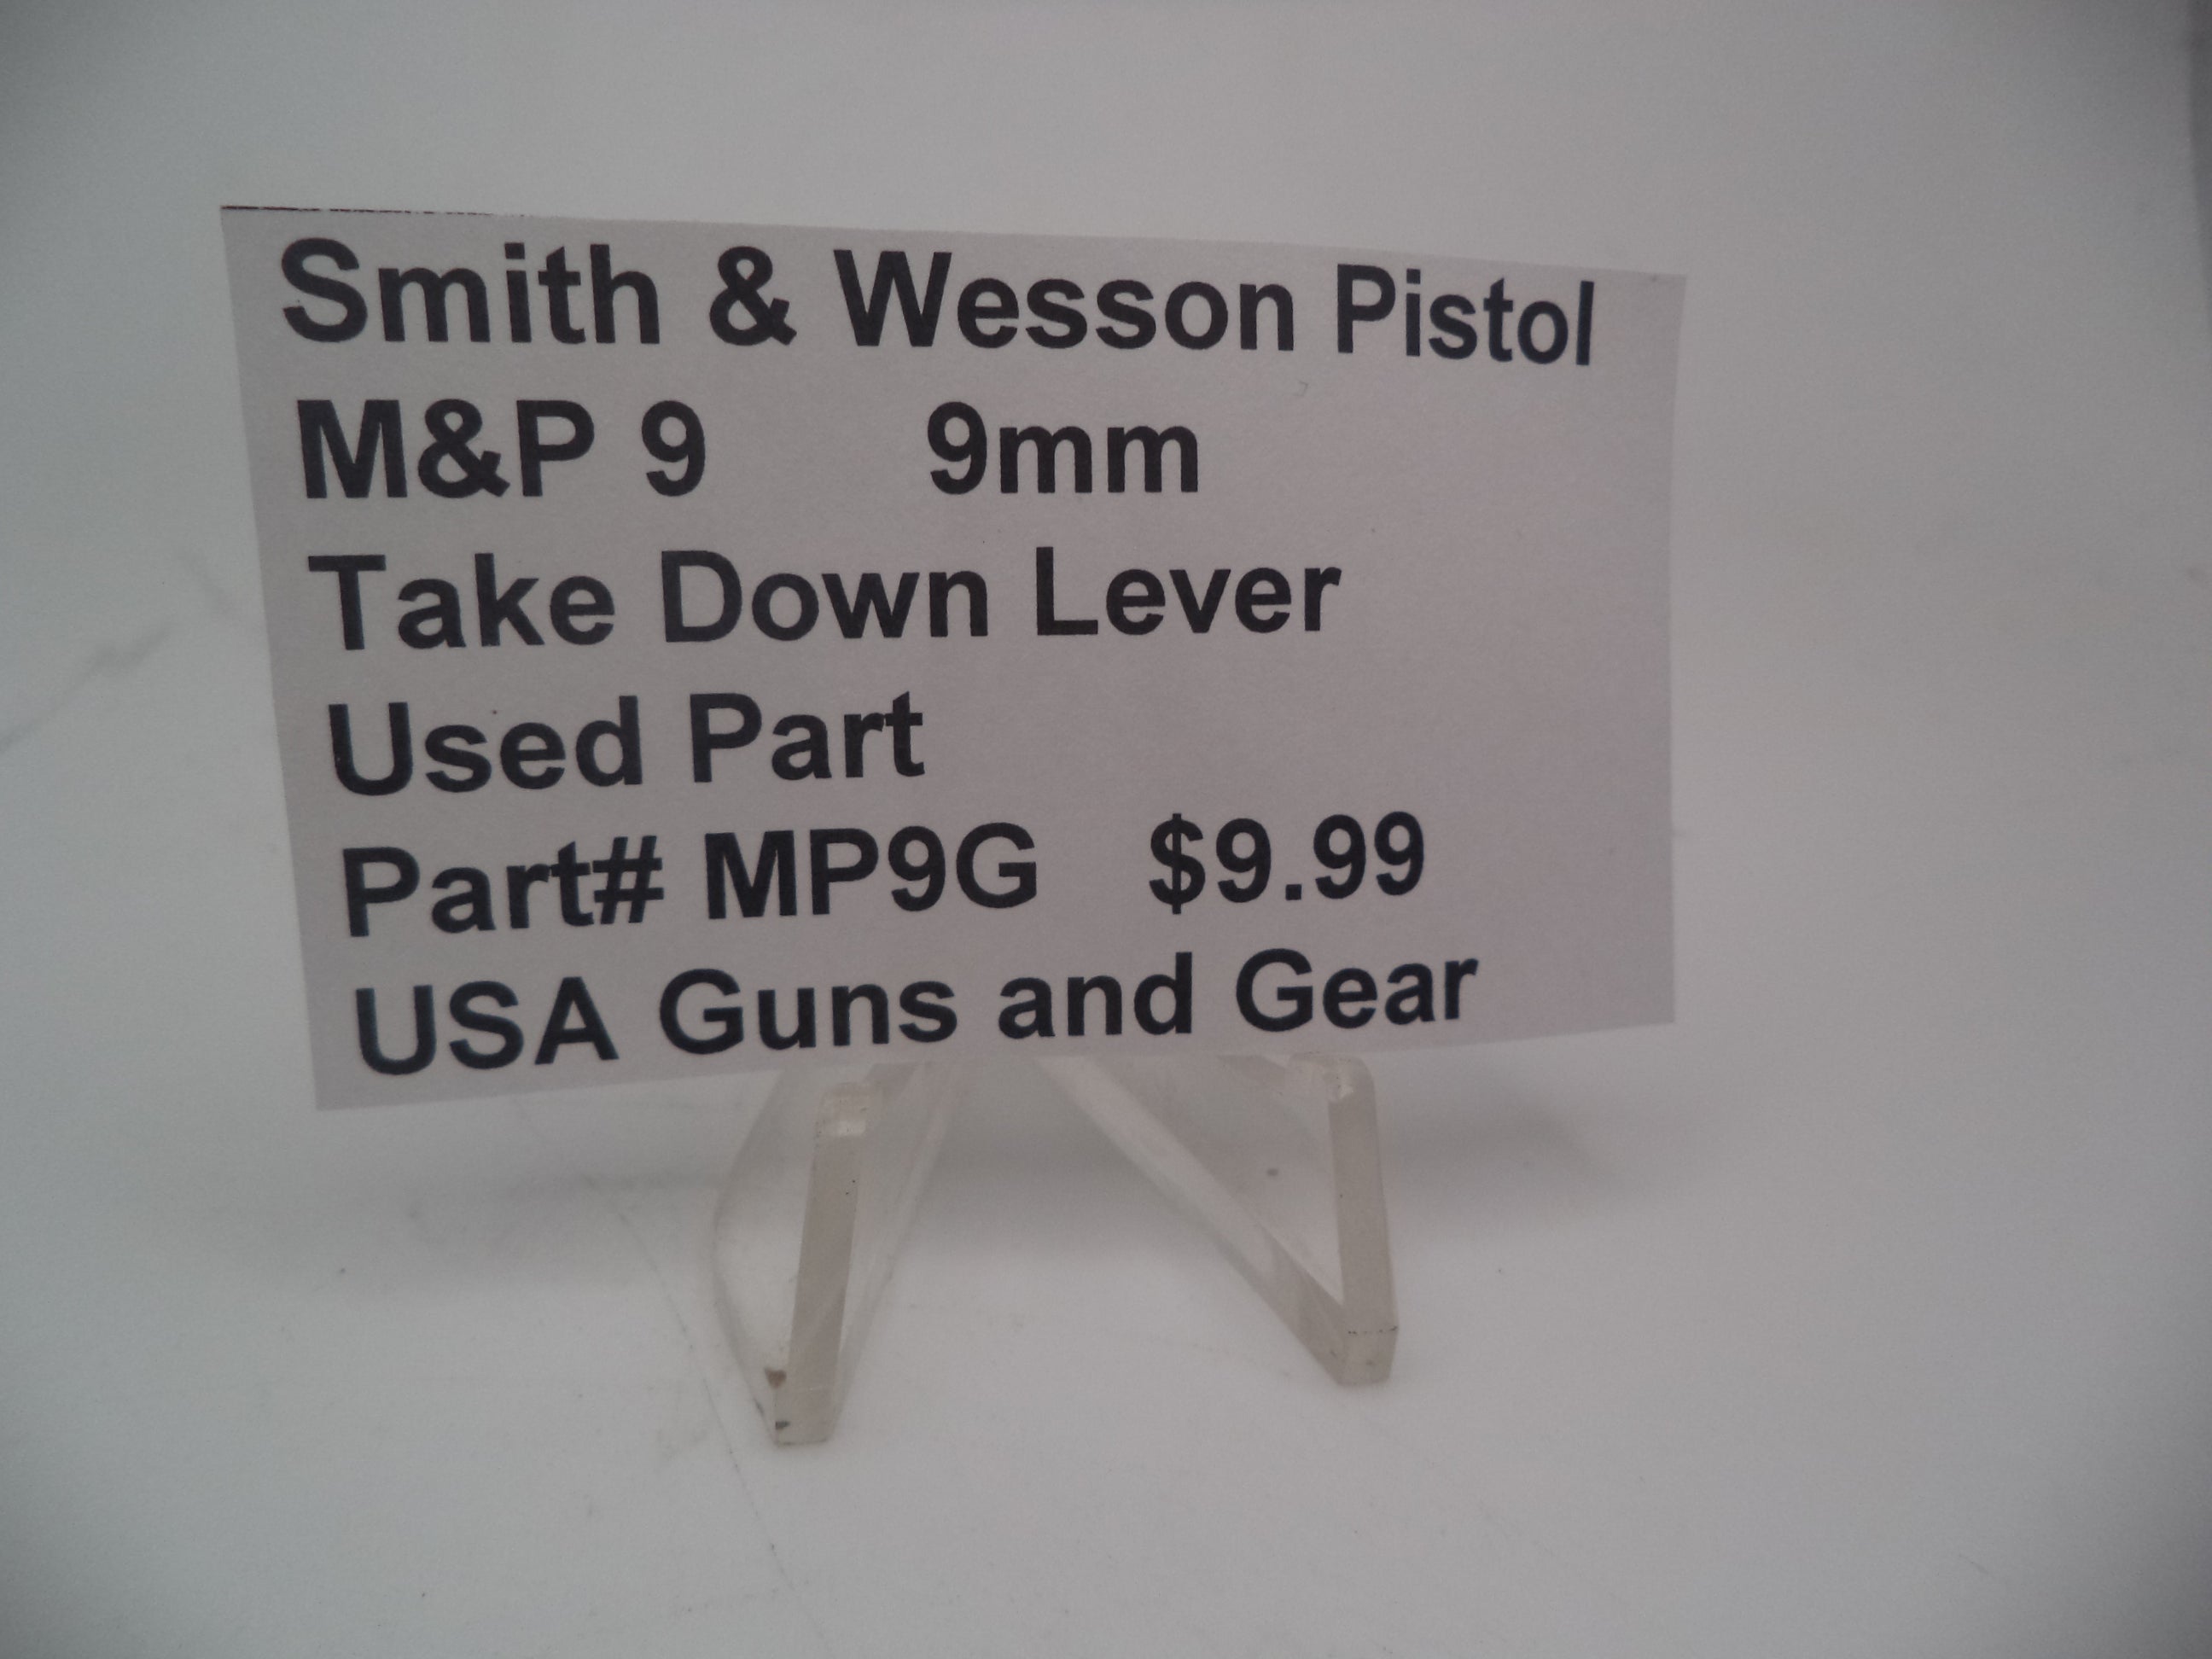 Smith & Wesson Pistol
M&P 9 9mm
Take Down Lever
Used Part
Part# MP9G $9.99
USA Guns and Gear